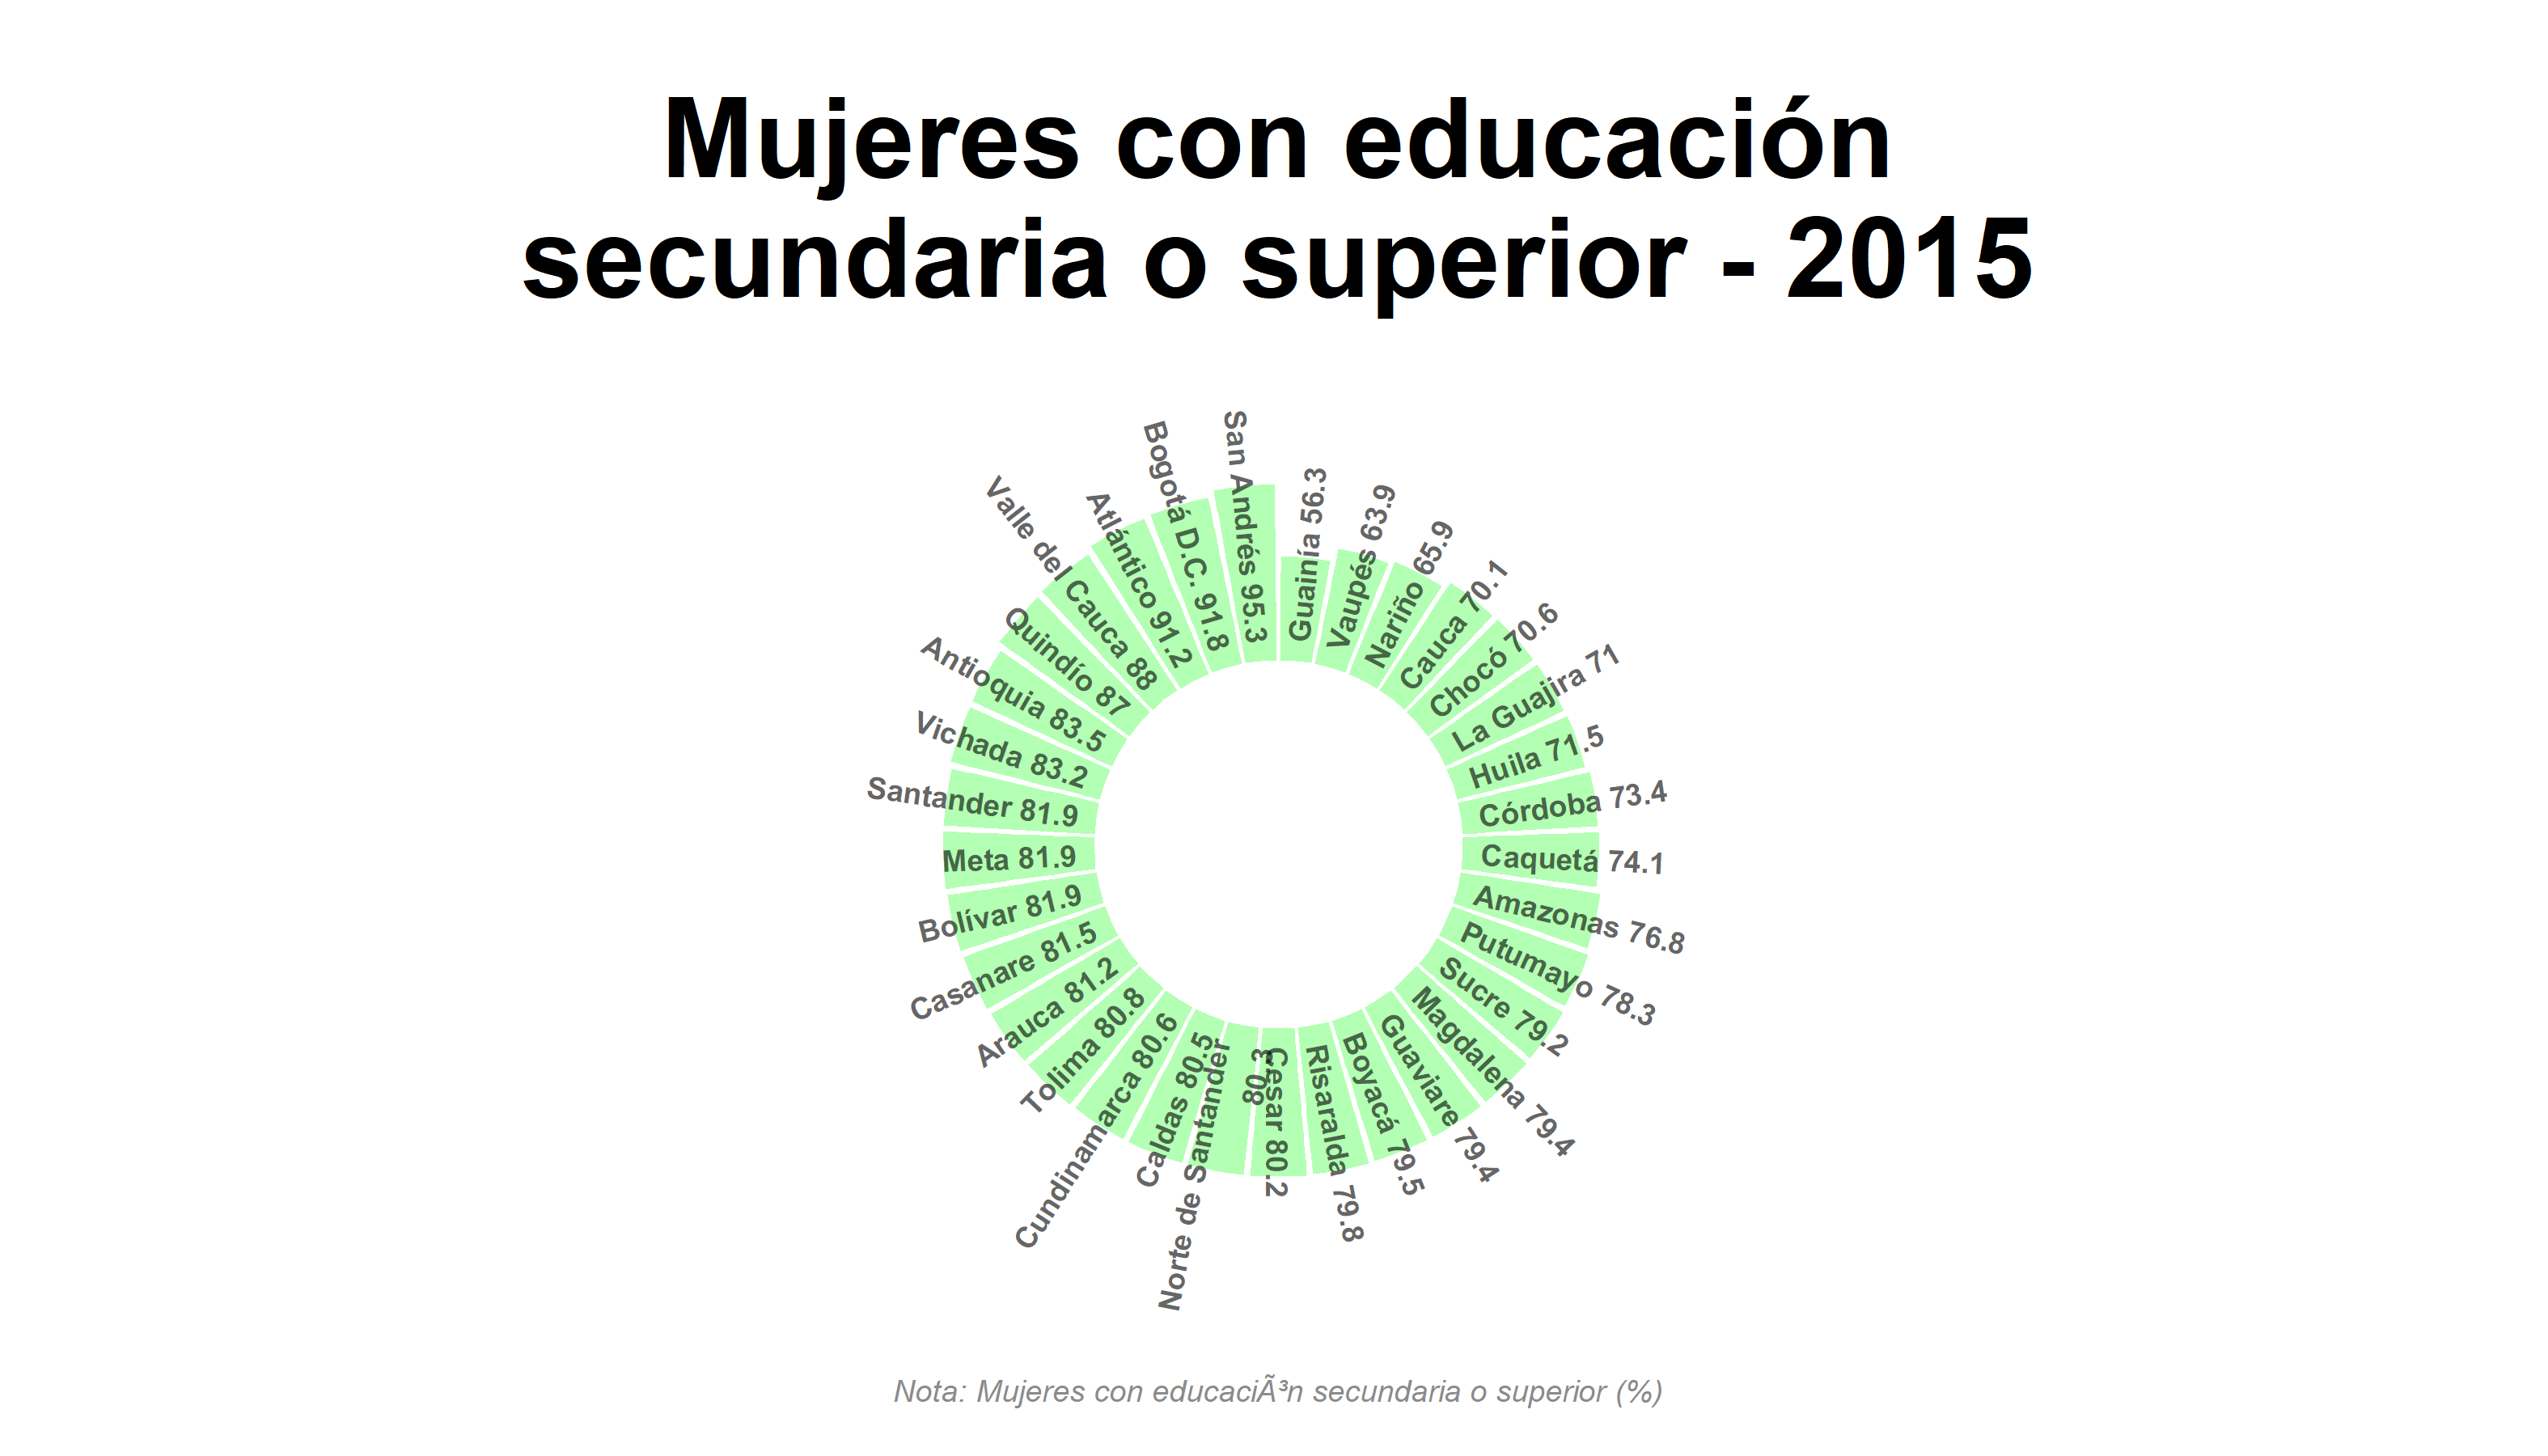 Mujeres con educación
secundaria o superior - 2015
Guainía 56.3
Vaupés 63.9
Nariño 65.9
Cauca 70.1
Chocó 70.6
La Guajira 71
Huila 71.5
Córdoba 73.4
Caquetá 74.1
Amazonas 76.8
Putumayo 78.3
Sucre 79.2
Magdalena 79.4
Guaviare 79.4
Boyacá 79.5
Risaralda 79.8
Cesar 80.2
Norte de Santander
80.3
Caldas 80.5
Cundinamarca 80.6
Tolima 80.8
Arauca 81.2
Casanare 81.5
Bolívar 81.9
Meta 81.9
Santander 81.9
Vichada 83.2
Antioquia 83.5
Quindío 87
Valle del Cauca 88
Atlántico 91.2
Bogotá D.C. 91.8
San Andrés 95.3
Nota: Mujeres con educaciÃ³n secundaria o superior (%)